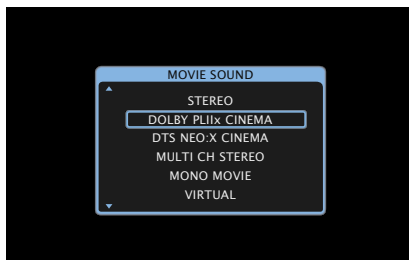 MOVIE SOUND
STEREO
DOLBY PLIIx CINEMA
DTS NEO:X CINEMA
MULTI CH STEREO
MONO MOVIE
VIRTUAL